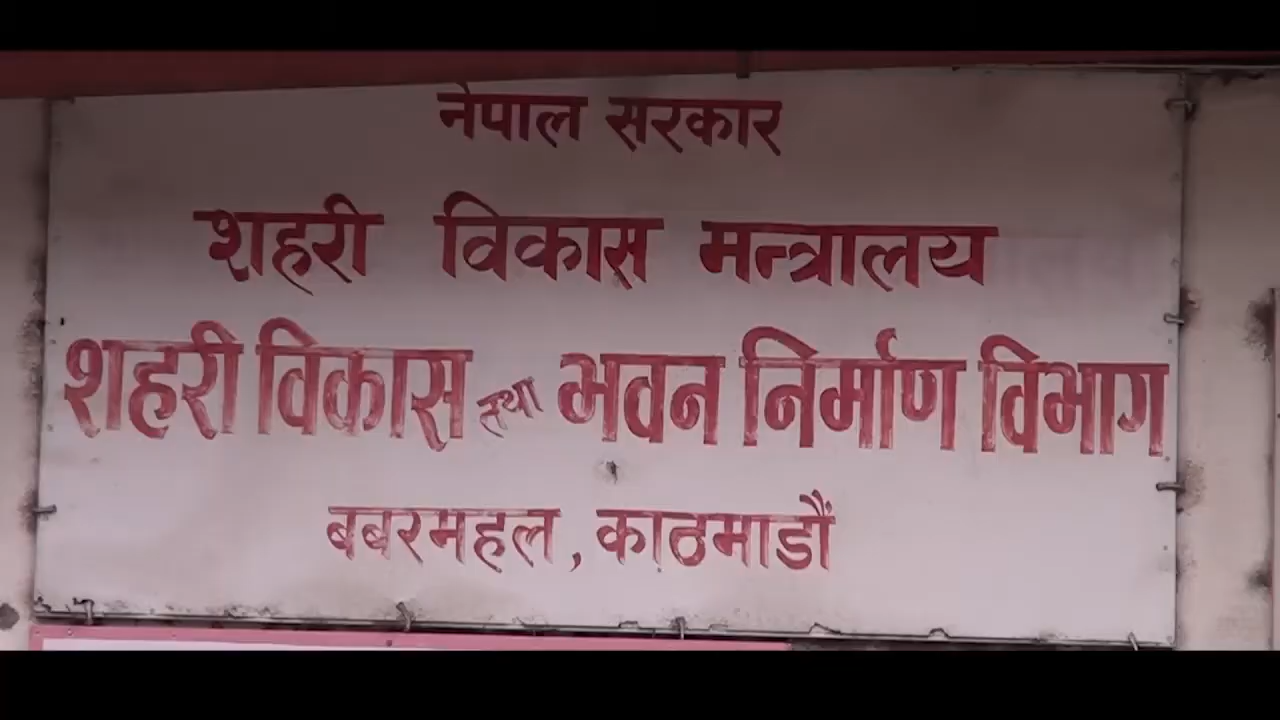 नेपाल सरकार
शहरी विकास मन्त्रालय
शहरी विकास तथा भवन निर्माण विभाग
बबरमहल, काठमाडौं